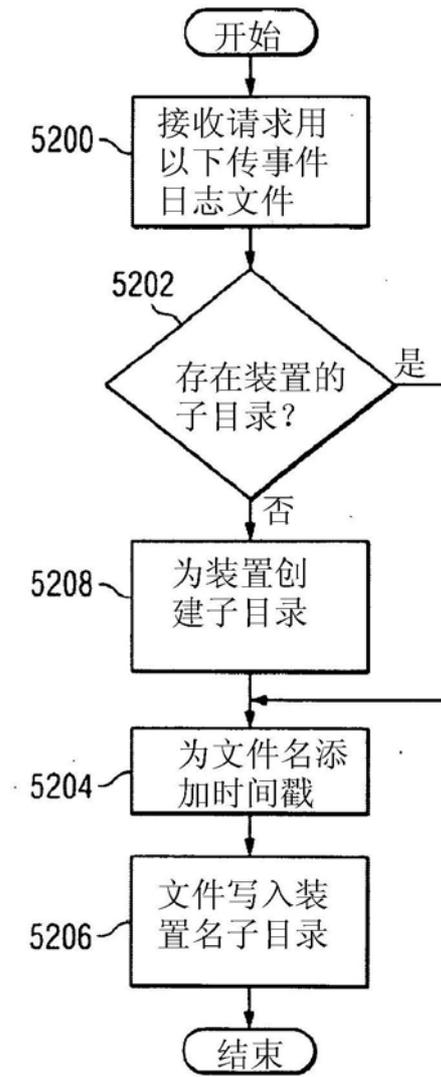 开始
5200
接收请求用
以下传事件
日志文件
5202
存在装置的
子目录?
是
否
5208
为装置创
建子目录
5204
为文件名添
加时间戳
5206
文件写入装
置名子目录
结束